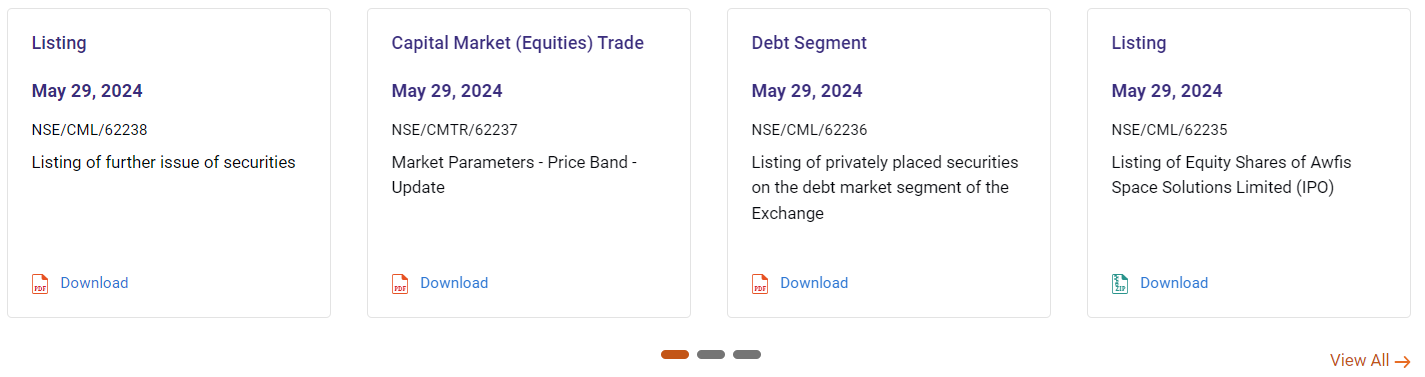 Listing
May 29, 2024
NSE/CML/62238
Listing of further issue of securities
PDF
Download
Capital Market (Equities) Trade
May 29, 2024
NSE/CMTR/62237
Market Parameters - Price Band -
Update
PDF
Download
Debt Segment
May 29, 2024
NSE/CML/62236
Listing of privately placed securities
on the debt market segment of the
Exchange
PDF
Download
Listing
May 29, 2024
NSE/CML/62235
Listing of Equity Shares of Awfis
Space Solutions Limited (IPO)
ZIP
Download
View All